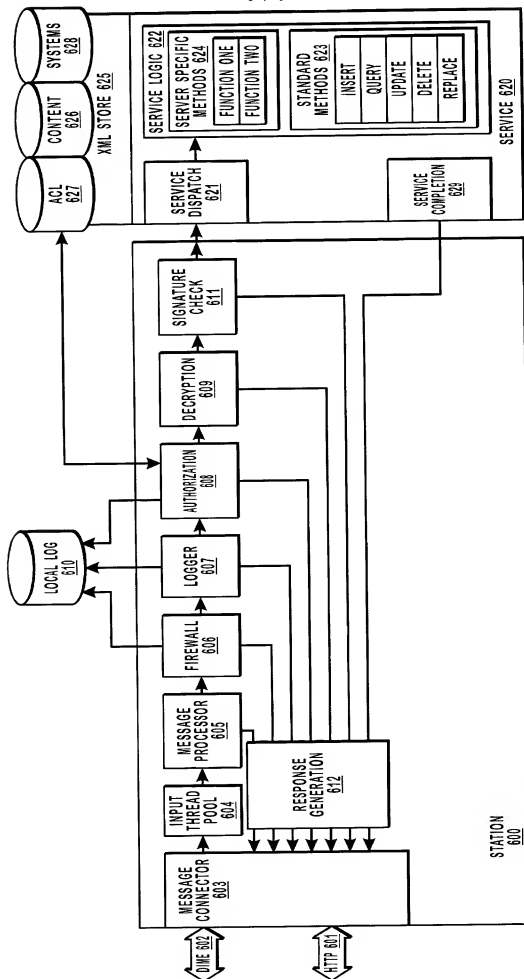 DIME 602
HTTP 601
MESSAGE
CONNECTOR
603
INPUT
THREAD
POOL
604
MESSAGE
PROCESSOR
605
FIREWALL
606
LOGGER
607
AUTHORIZATION
608
DECRYPTION
609
SIGNATURE
CHECK
611
LOCAL LOG
610
RESPONSE
GENERATION
612
STATION
600
ACL
627
CONTENT
626
SYSTEMS
628
XML STORE 625
SERVICE
DISPATCH
621
SERVICE LOGIC 622
SERVER SPECIFIC
METHODS 624
FUNCTION ONE
FUNCTION TWO
STANDARD
METHODS 623
INSERT
QUERY
UPDATE
DELETE
REPLACE
SERVICE
COMPLETION
629
SERVICE 620